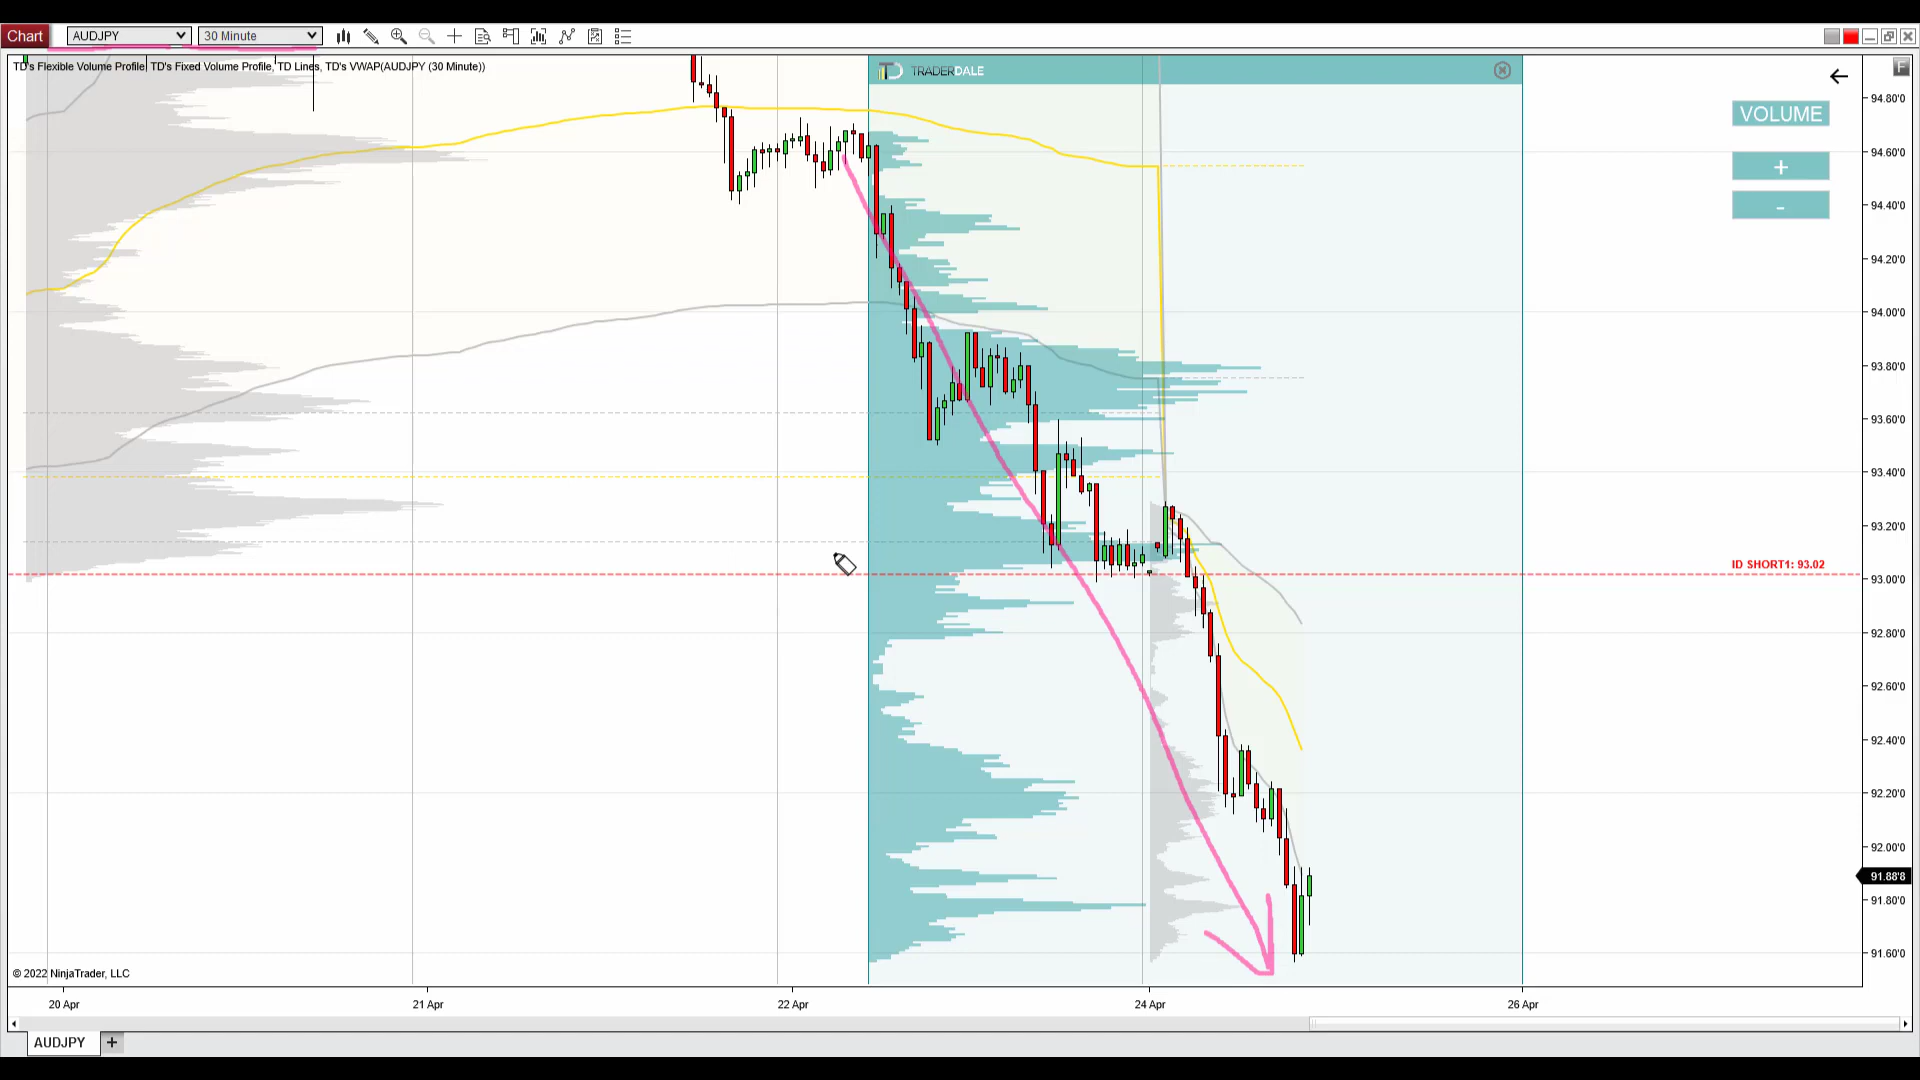 Chart
AUDJPY
30 Minute
TD's Flexible Volume Profile, TD's Fixed Volume Profile, TD Lines, TD's VWAP(AUDJPY (30 Minute))
TD TRADERDALE
F
VOLUME
+
-
94.80'0
94.60'0
94.40'0
94.20'0
94.00'0
93.80'0
93.60'0
93.40'0
93.20'0
ID SHORT1: 93.02
93.00'0
92.80'0
92.60'0
92.40'0
92.20'0
92.00'0
91.88'8
91.80'0
91.60'0
© 2022 NinjaTrader, LLC
20 Apr
21 Apr
22 Apr
24 Apr
26 Apr
AUDJPY
+